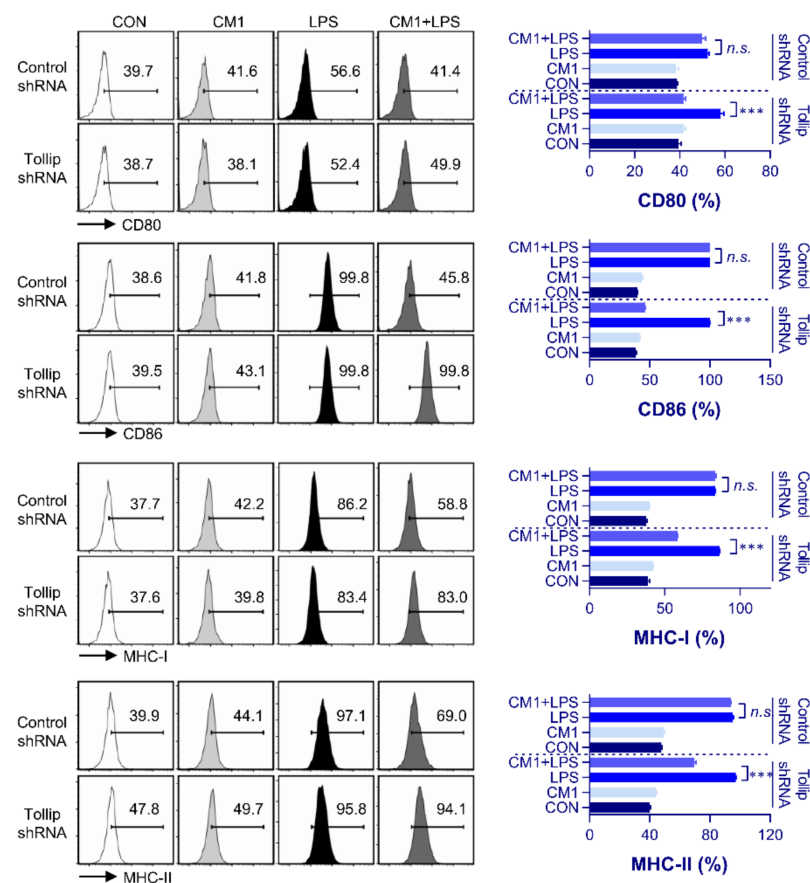 CON CM1 LPS CM1+LPS
Control
shRNA
39.7 41.6 56.6 41.4
Tollip
shRNA
38.7 38.1 52.4 49.9
CD80
CM1+LPS
LPS
CM1
CON
CM1+LPS
LPS
CM1
CON
n.s.
***
Control
shRNA
Tollip
shRNA
0 20 40 60 80
CD80 (%)
Control
shRNA
38.6 41.8 99.8 45.8
Tollip
shRNA
39.5 43.1 99.8 99.8
CD86
CM1+LPS
LPS
CM1
CON
CM1+LPS
LPS
CM1
CON
n.s.
***
Control
shRNA
Tollip
shRNA
0 50 100 150
CD86 (%)
Control
shRNA
37.7 42.2 86.2 58.8
Tollip
shRNA
37.6 39.8 83.4 83.0
MHC-I
CM1+LPS
LPS
CM1
CON
CM1+LPS
LPS
CM1
CON
n.s.
***
Control
shRNA
Tollip
shRNA
0 50 100
MHC-I (%)
Control
shRNA
39.9 44.1 97.1 69.0
Tollip
shRNA
47.8 49.7 95.8 94.1
MHC-II
CM1+LPS
LPS
CM1
CON
CM1+LPS
LPS
CM1
CON
n.s
***
Control
shRNA
Tollip
shRNA
0 40 80 120
MHC-II (%)